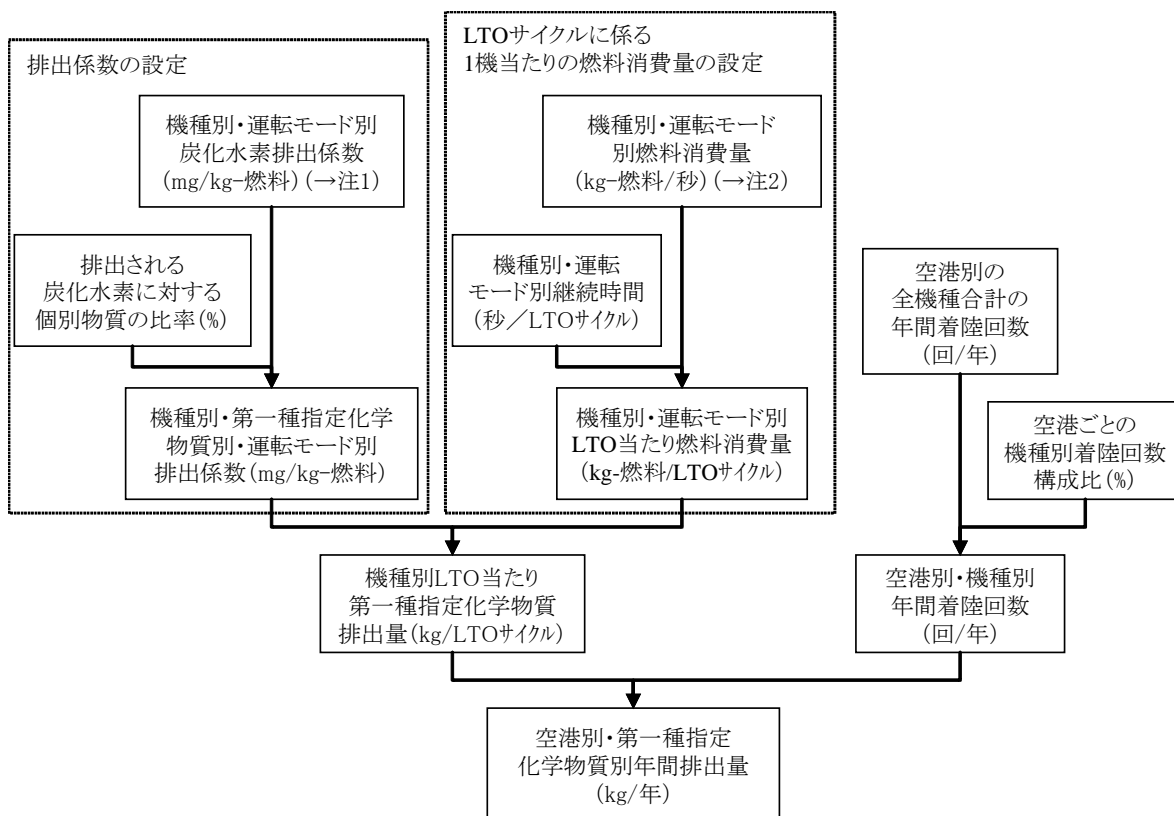 排出係数の設定
機種別・運転モード別
炭化水素排出係数
(mg/kg-燃料)(→注1)
排出される
炭化水素に対する
個別物質の比率(%)
機種別・第一種指定化学
物質別・運転モード別
排出係数(mg/kg-燃料)
LTOサイクルに係る
1機当たりの燃料消費量の設定
機種別・運転モード
別燃料消費量
(kg-燃料/秒)(→注2)
機種別・運転
モード別継続時間
(秒/LTOサイクル)
機種別・運転モード別
LTO当たり燃料消費量
(kg-燃料/LTOサイクル)
空港別の
全機種合計の
年間着陸回数
(回/年)
空港ごとの
機種別着陸回数
構成比(%)
機種別LTO当たり
第一種指定化学物質
排出量(kg/LTOサイクル)
空港別・機種別
年間着陸回数
(回/年)
空港別・第一種指定
化学物質別年間排出量
(kg/年)